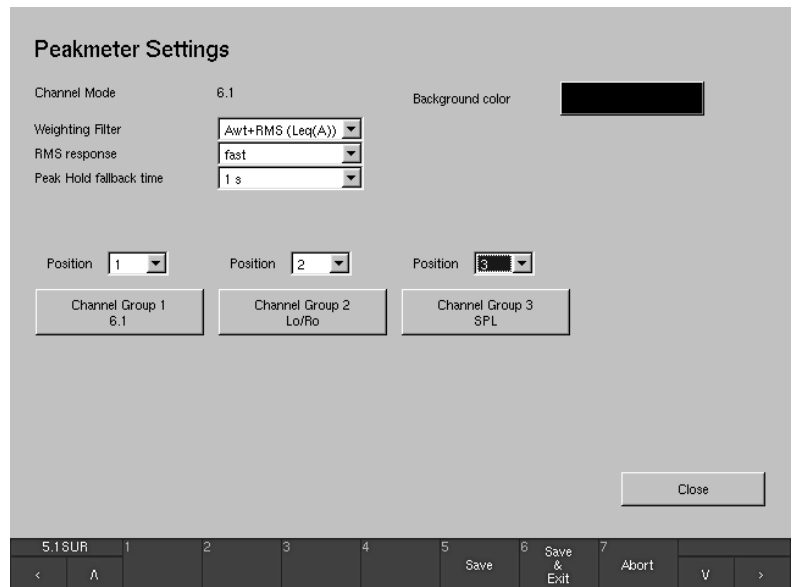 Peakmeter Settings
Channel Mode 6.1
Background color
Weighting Filter Awt+RMS (Leq(A))
RMS response fast
Peak Hold fallback time 1 s
Position 1 Position 2 Position 3
Channel Group 1 Channel Group 2 Channel Group 3
6.1 Lo/Ro SPL
Close
5.1SUR 1 2 3 4 5 6 7
Save Save & Exit Abort
< Λ V >